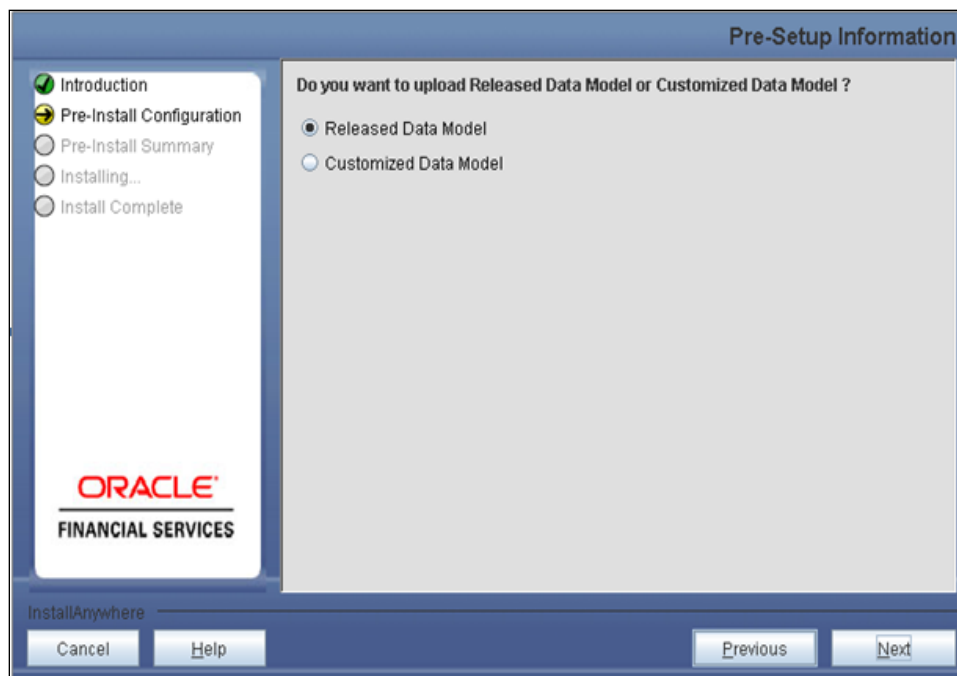 Pre-Setup Information
Introduction
Pre-Install Configuration
Pre-Install Summary
Installing...
Install Complete
Do you want to upload Released Data Model or Customized Data Model ?
Released Data Model
Customized Data Model
ORACLE
FINANCIAL SERVICES
InstallAnywhere
Cancel
Help
Previous
Next